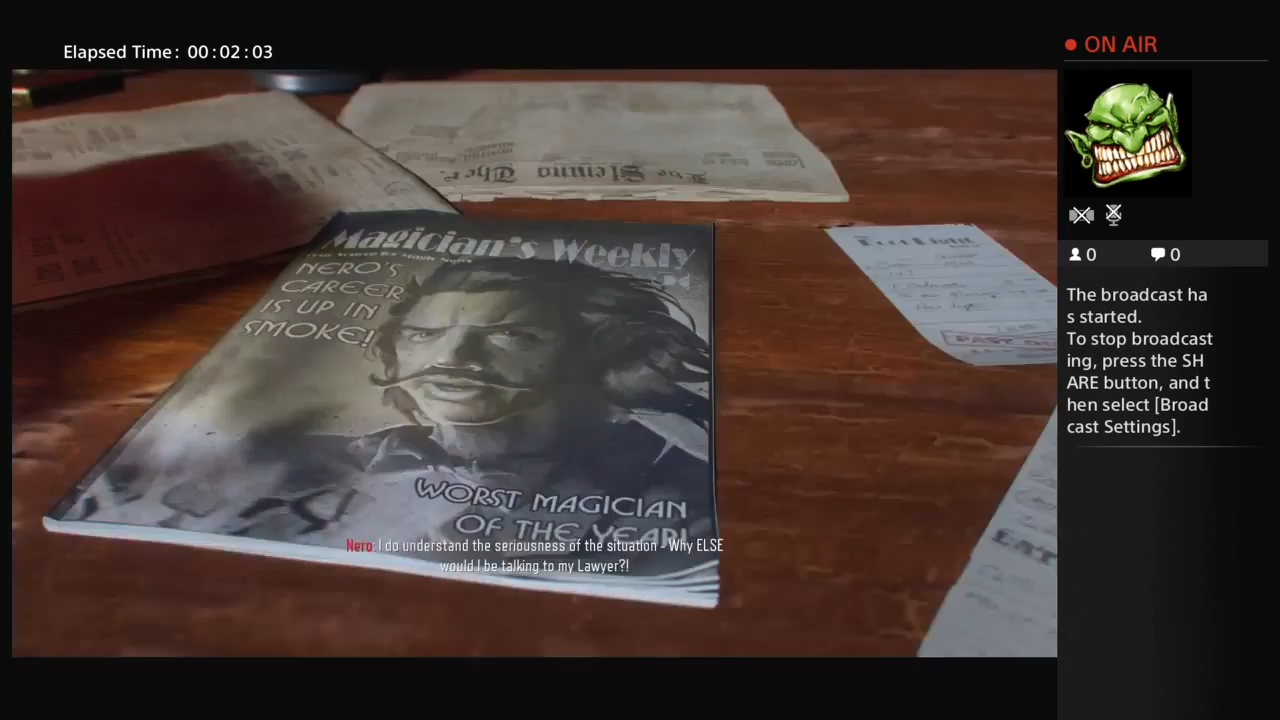 Elapsed Time: 00:02:03
ON AIR
0
0
The broadcast ha
s started.
To stop broadcast
ing, press the SH
ARE button, and t
hen select [Broad
cast Settings].
Magician's Weekly
5¢
NERO'S
CAREER
IS UP IN
SMOKE!
WORST MAGICIAN
OF THE YEAR!
FootLight
PAST
Nero: I do understand the seriousness of the situation - Why ELSE
would I be talking to my Lawyer?!